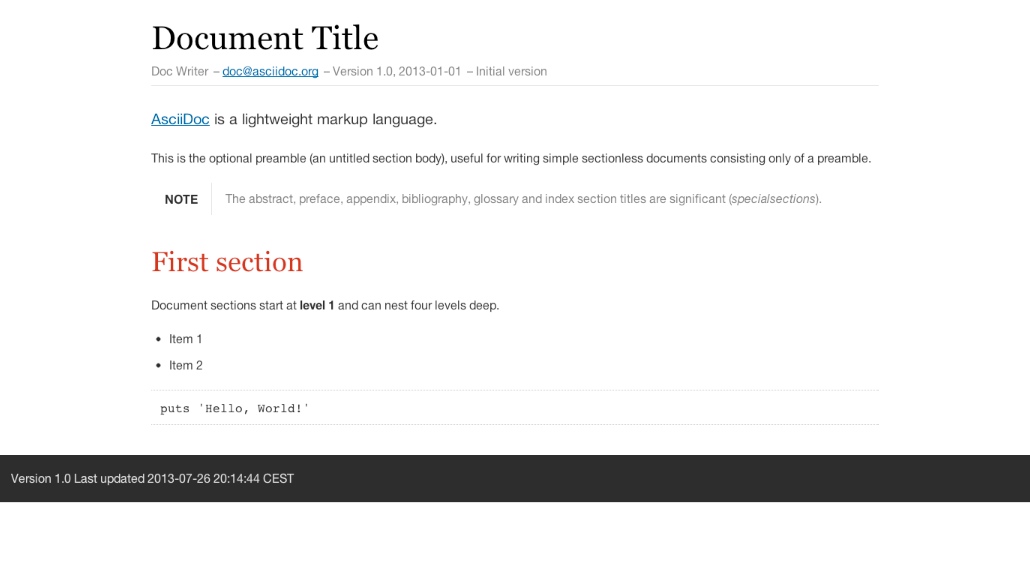 Document Title
Doc Writer – doc@asciidoc.org – Version 1.0, 2013-01-01 – Initial version
AsciiDoc is a lightweight markup language.
This is the optional preamble (an untitled section body), useful for writing simple sectionless documents consisting only of a preamble.
NOTE The abstract, preface, appendix, bibliography, glossary and index section titles are significant (specialsections).
First section
Document sections start at level 1 and can nest four levels deep.
• Item 1
• Item 2
puts 'Hello, World!'
Version 1.0 Last updated 2013-07-26 20:14:44 CEST